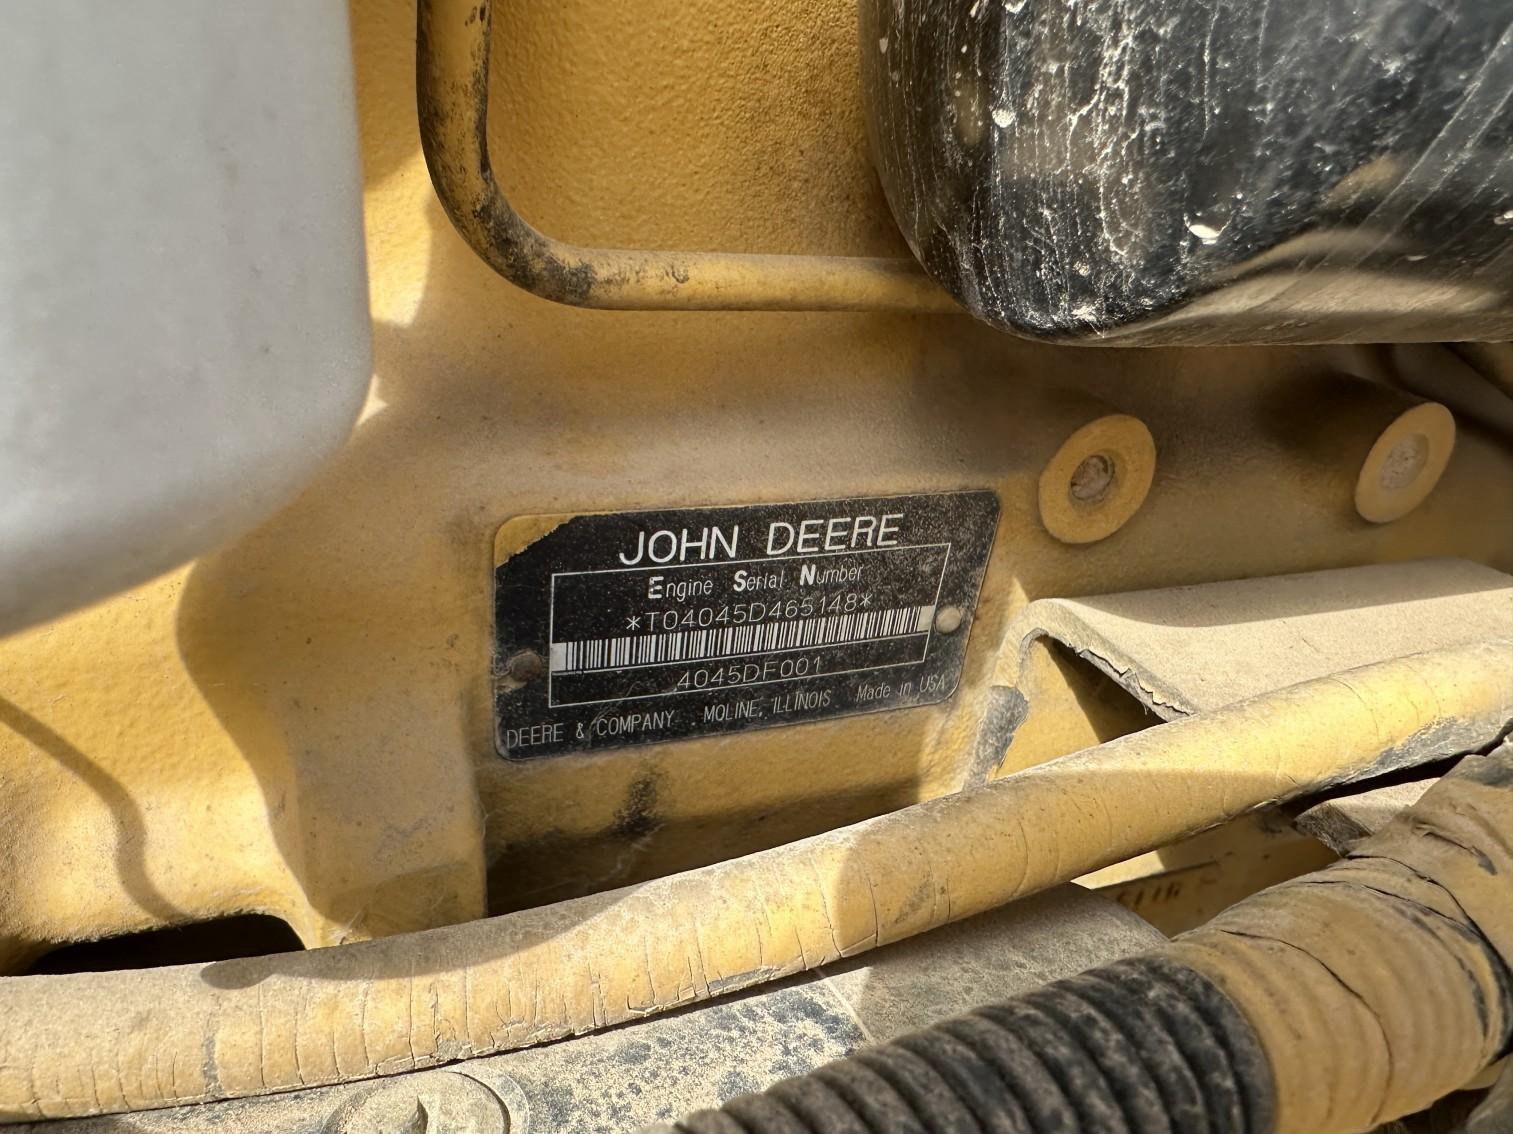 JOHN DEERE
Engine Serial Number
*T04045D465148*
4045DF001
DEERE & COMPANY . MOLINE, ILLINOIS Made in USA